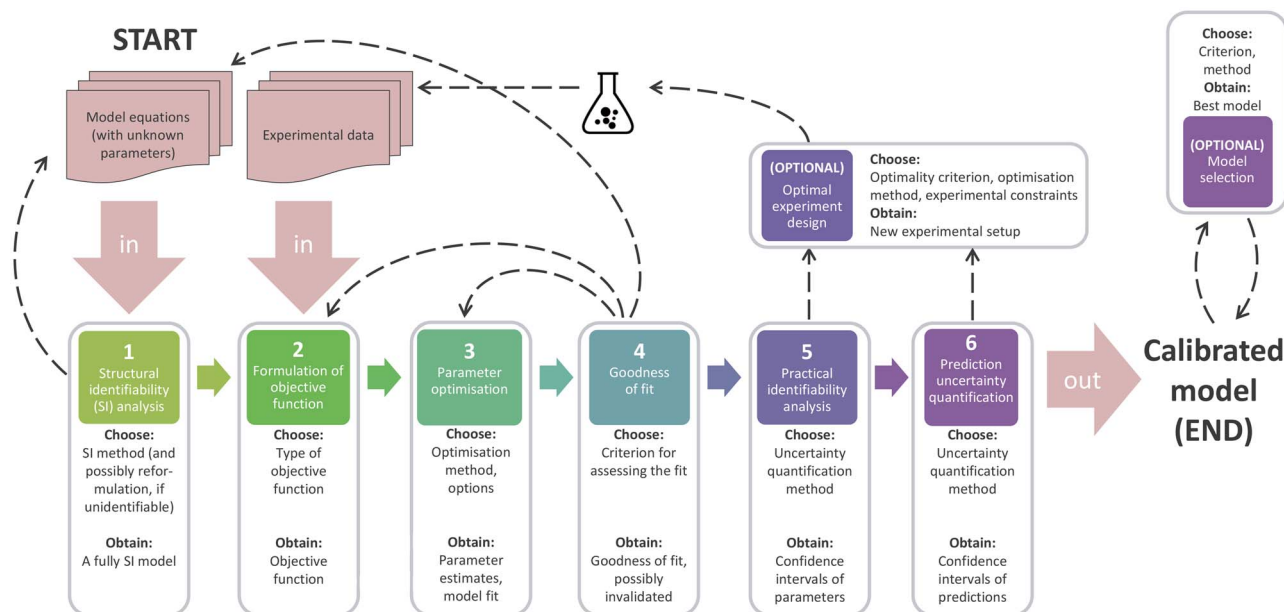 START
Model equations
(with unknown
parameters)
Experimental data
in
in
(OPTIONAL)
Optimal
experiment
design
Choose:
Optimality criterion, optimisation
method, experimental constraints
Obtain:
New experimental setup
Choose:
Criterion,
method
Obtain:
Best model
(OPTIONAL)
Model
selection
1
Structural
identifiability
(SI) analysis
Choose:
SI method (and
possibly refor-
mulation, if
unidentifiable)
Obtain:
A fully SI model
2
Formulation of
objective
function
Choose:
Type of
objective
function
Obtain:
Objective
function
3
Parameter
optimisation
Choose:
Optimisation
method,
options
Obtain:
Parameter
estimates,
model fit
4
Goodness
of fit
Choose:
Criterion for
assessing the fit
Obtain:
Goodness of fit,
possibly
invalidated
5
Practical
identifiability
analysis
Choose:
Uncertainty
quantification
method
Obtain:
Confidence
intervals of
parameters
6
Prediction
uncertainty
quantification
Choose:
Uncertainty
quantification
method
Obtain:
Confidence
intervals of
predictions
out
Calibrated
model
(END)